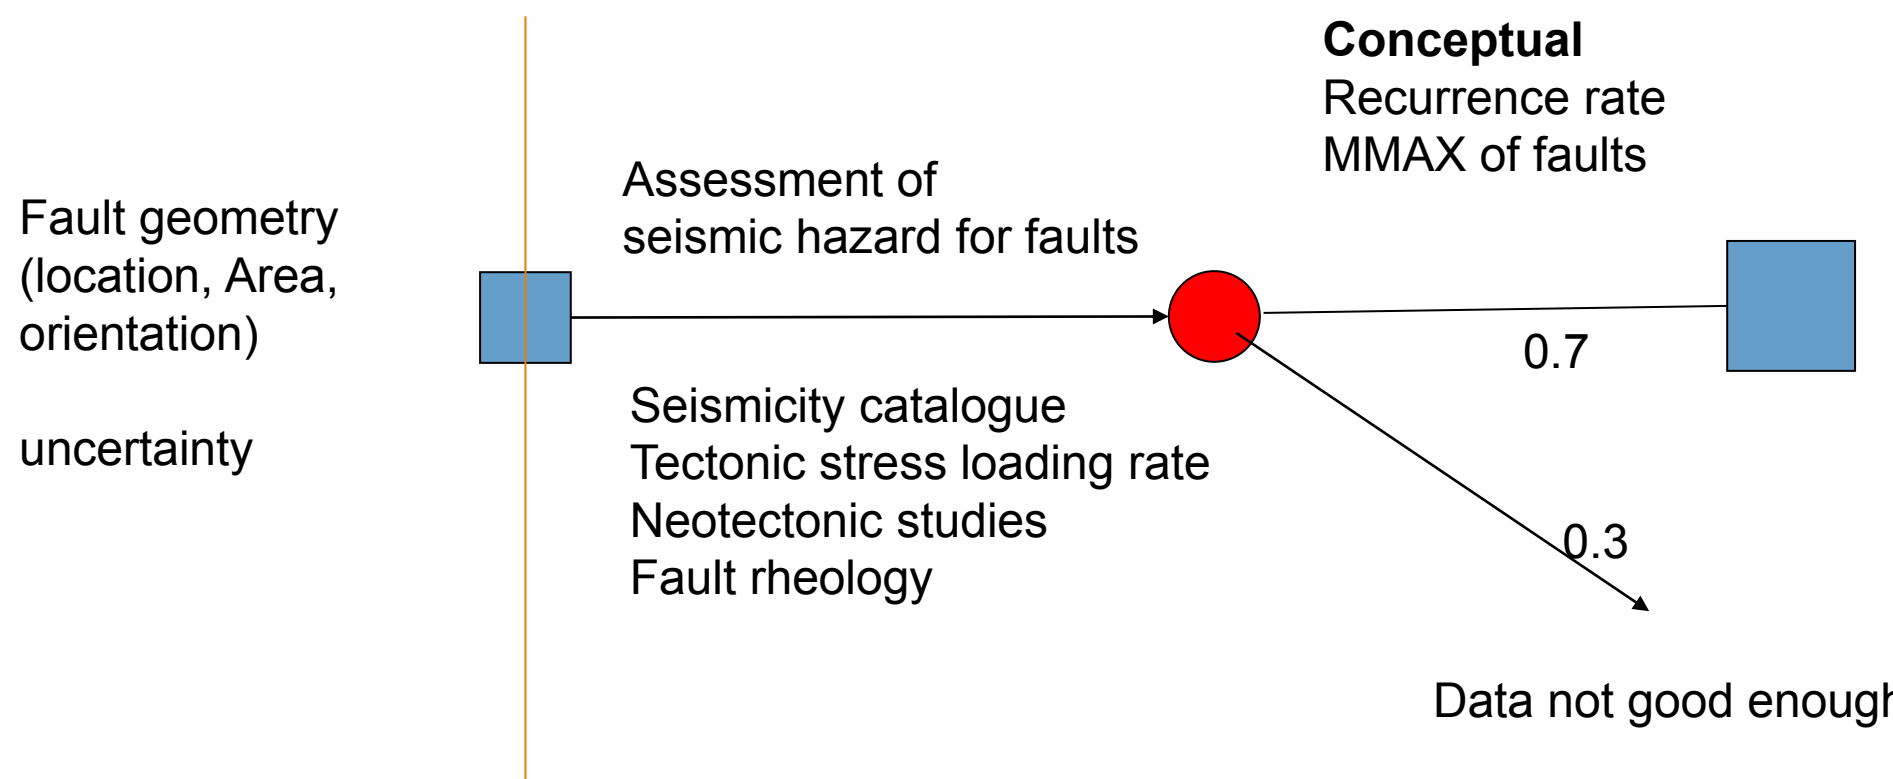 Fault geometry
(location, Area,
orientation)
uncertainty
Assessment of
seismic hazard for faults
Seismicity catalogue
Tectonic stress loading rate
Neotectonic studies
Fault rheology
Conceptual
Recurrence rate
MMAX of faults
0.7
0.3
Data not good enough